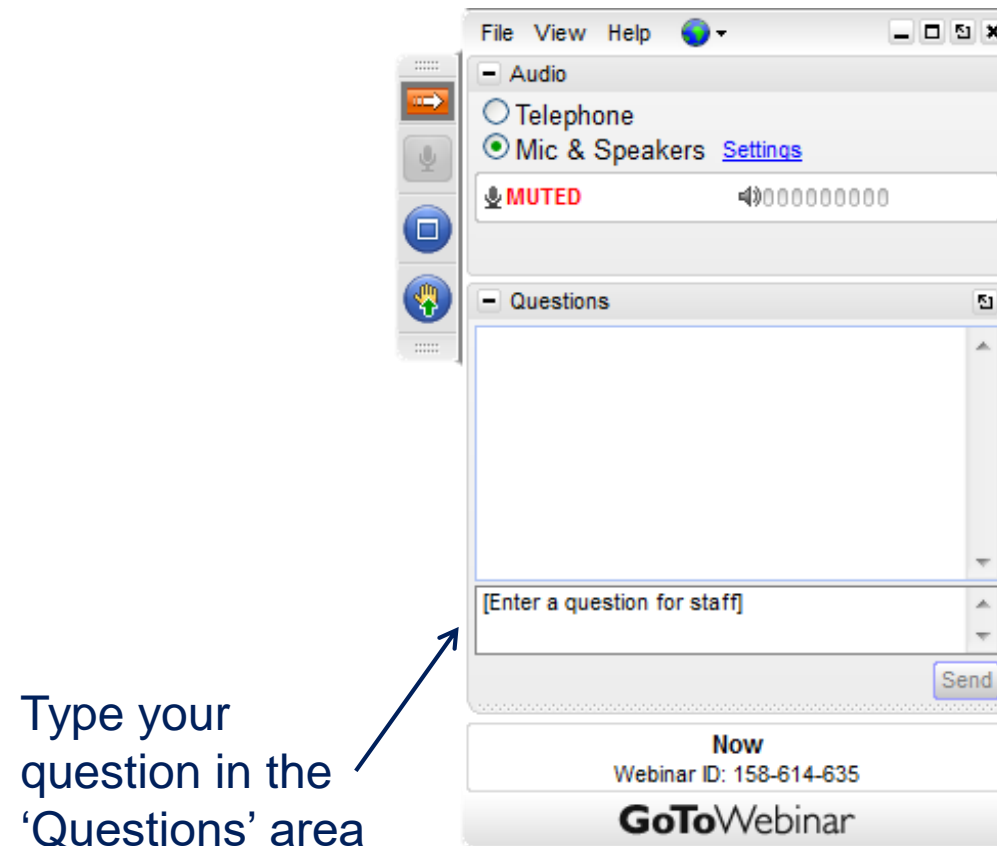 File View Help
Audio
Telephone
Mic & Speakers Settings
MUTED
Questions
[Enter a question for staff]
Send
Type your
question in the
‘Questions’ area
Now
Webinar ID: 158-614-635
GoToWebinar